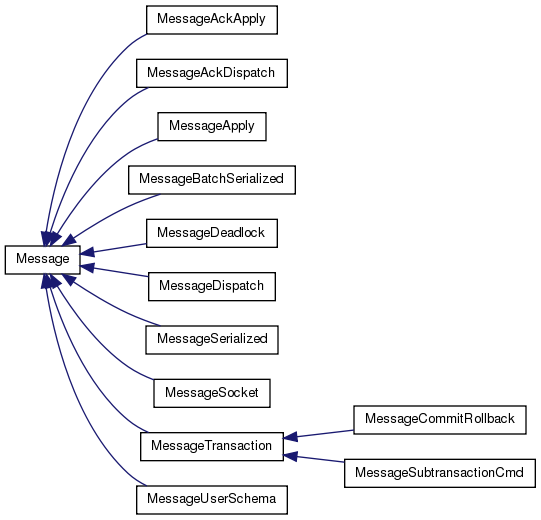 MessageAckApply
MessageAckDispatch
MessageApply
MessageBatchSerialized
MessageDeadlock
Message
MessageDispatch
MessageSerialized
MessageSocket
MessageCommitRollback
MessageTransaction
MessageSubtransactionCmd
MessageUserSchema